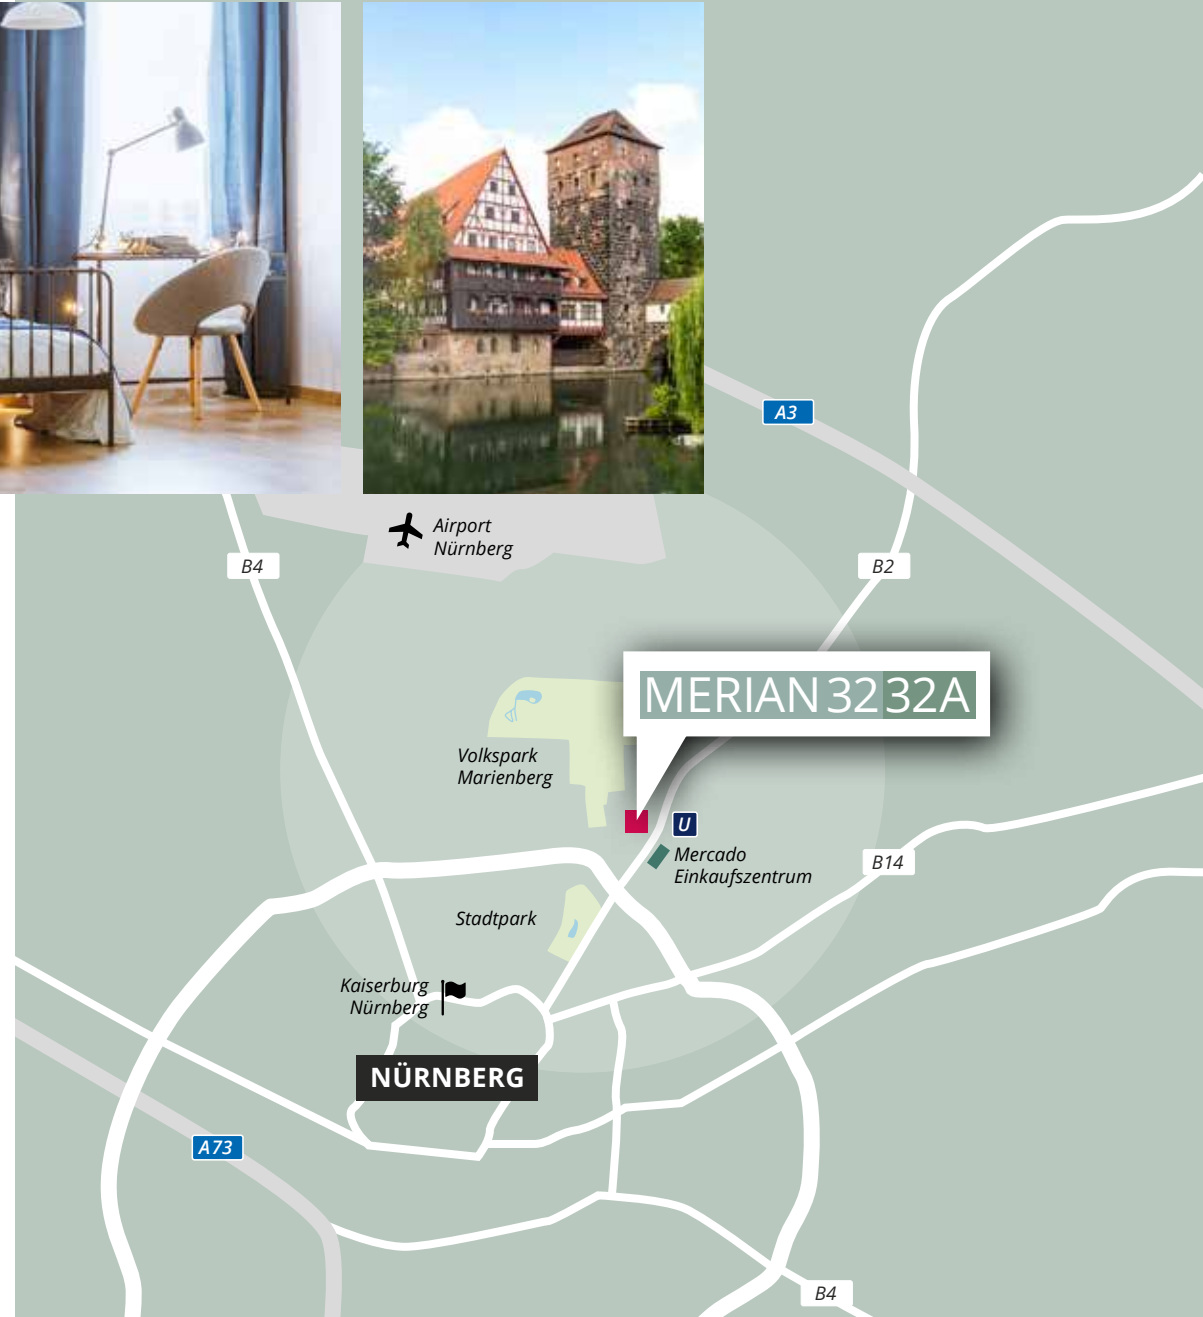 A3
Airport
Nürnberg
B4
B2
MERIAN 32 32A
Volkspark
Marienberg
U
Mercado
Einkaufszentrum
B14
Stadtpark
Kaiserburg
Nürnberg
NÜRNBERG
A73
B4